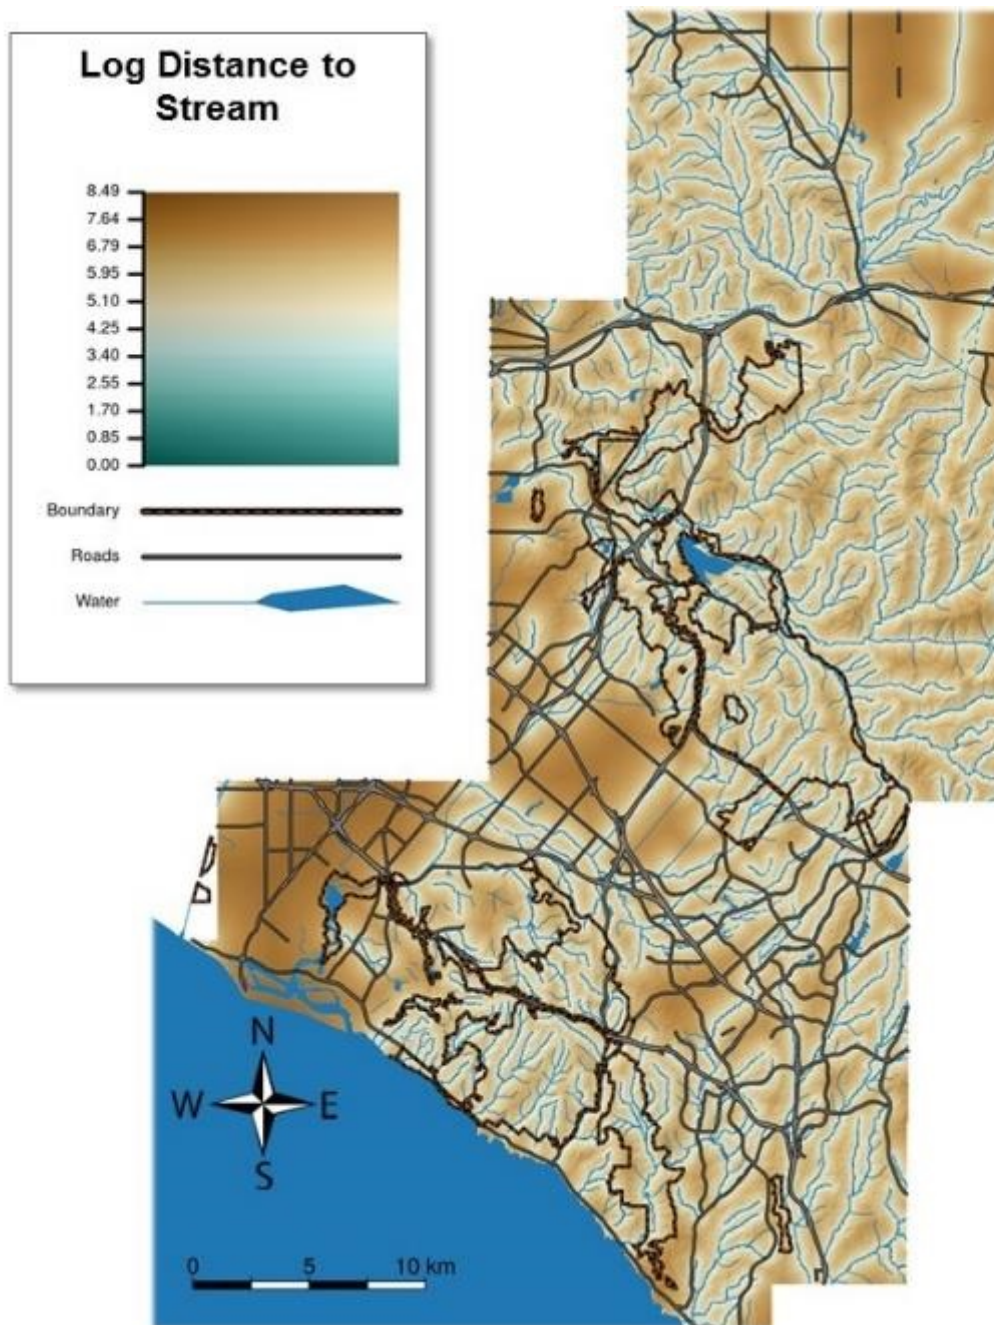 Log Distance to
Stream
8.49
7.64
6.79
5.95
5.10
4.25
3.40
2.55
1.70
0.85
0.00
Boundary
Roads
Water
N
W E
S
0 5 10 km